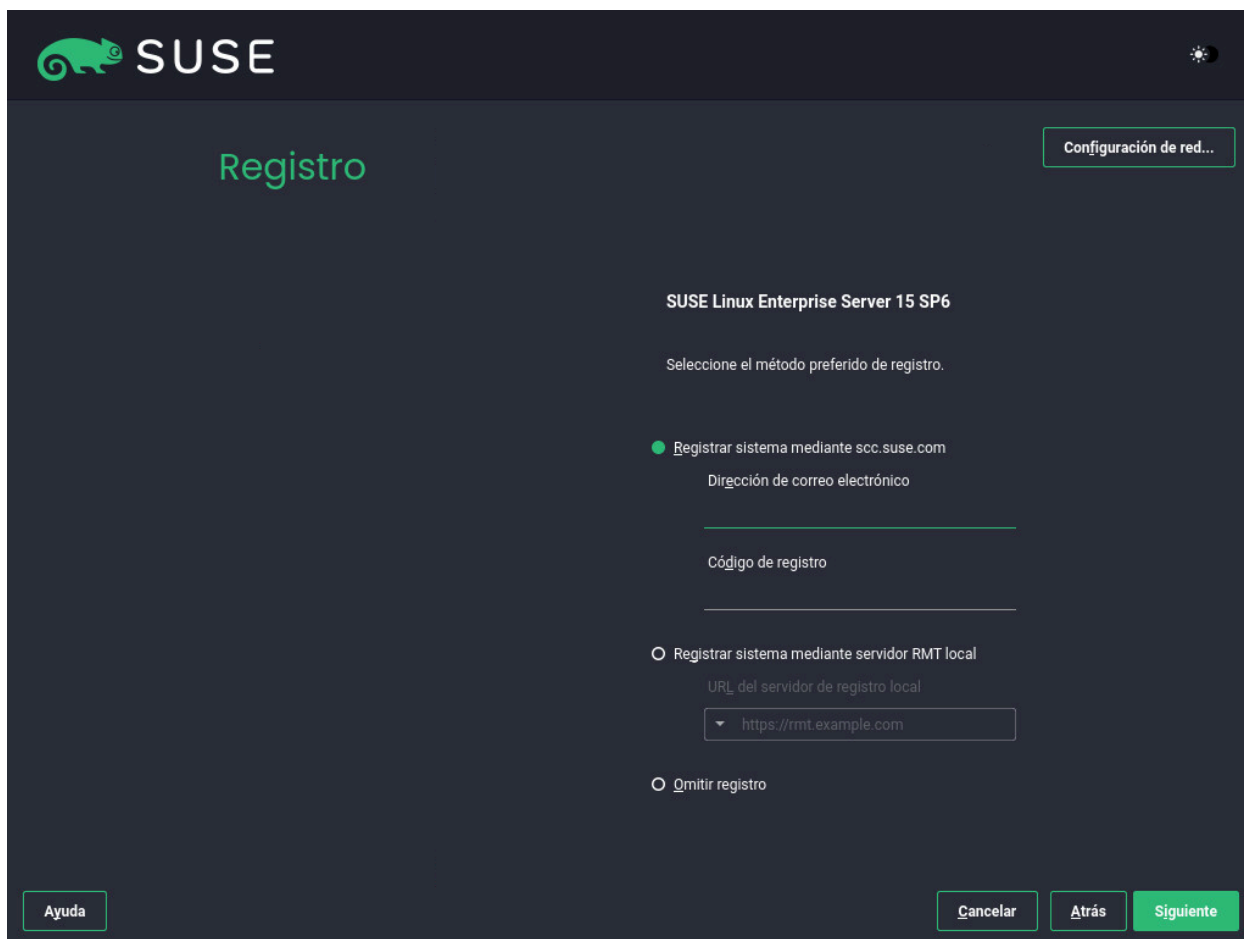 SUSE
Configuración de red...
Registro
SUSE Linux Enterprise Server 15 SP6
Seleccione el método preferido de registro.
Registrar sistema mediante scc.suse.com
Dirección de correo electrónico
Código de registro
Registrar sistema mediante servidor RMT local
URL del servidor de registro local
https://rmt.example.com
Omitir registro
Ayuda
Cancelar
Atrás
Siguiente